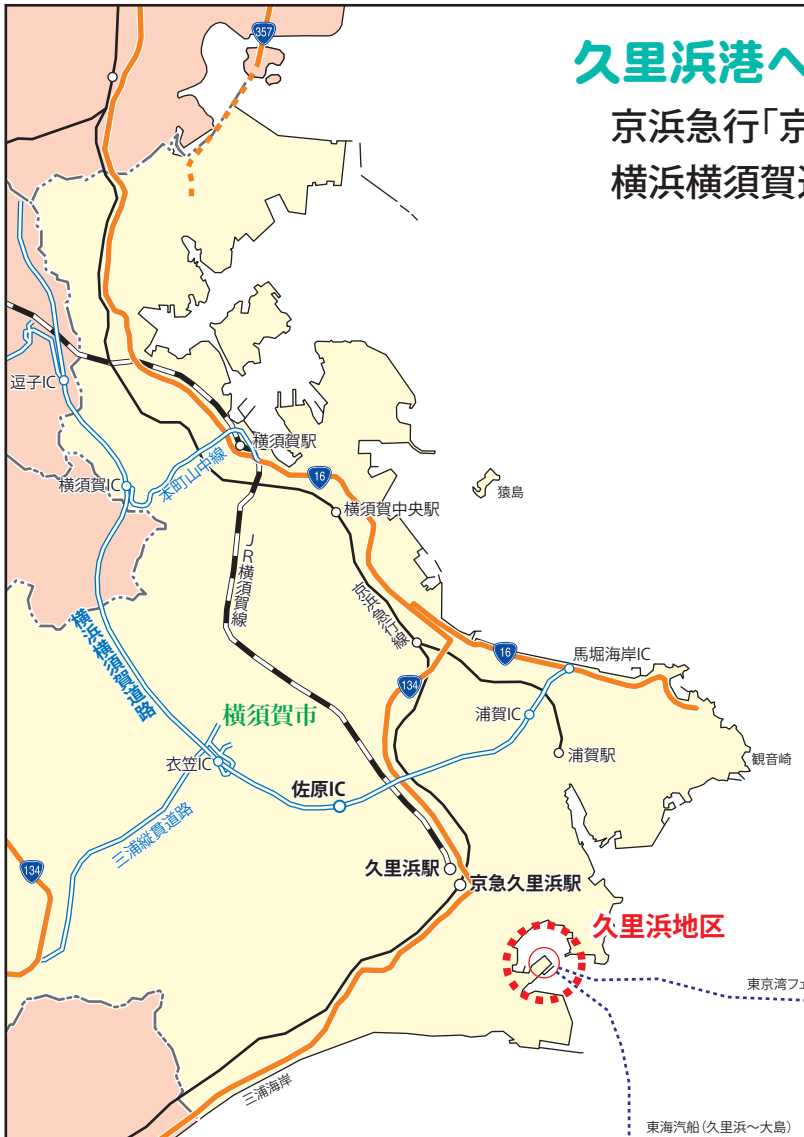 357
久里浜港へ
京浜急行「京
横浜横須賀
逗子IC
横須賀駅
横須賀IC
本町山中線
16
猿島
横須賀中央駅
JR横須賀線
京浜急行線
横浜横須賀道路
16
馬堀海岸IC
134
浦賀IC
横須賀市
浦賀駅
観音崎
衣笠IC
佐原IC
三浦縦貫道路
134
久里浜駅
京急久里浜駅
久里浜地区
東京湾フェ
三浦海岸
東海汽船(久里浜～大島)